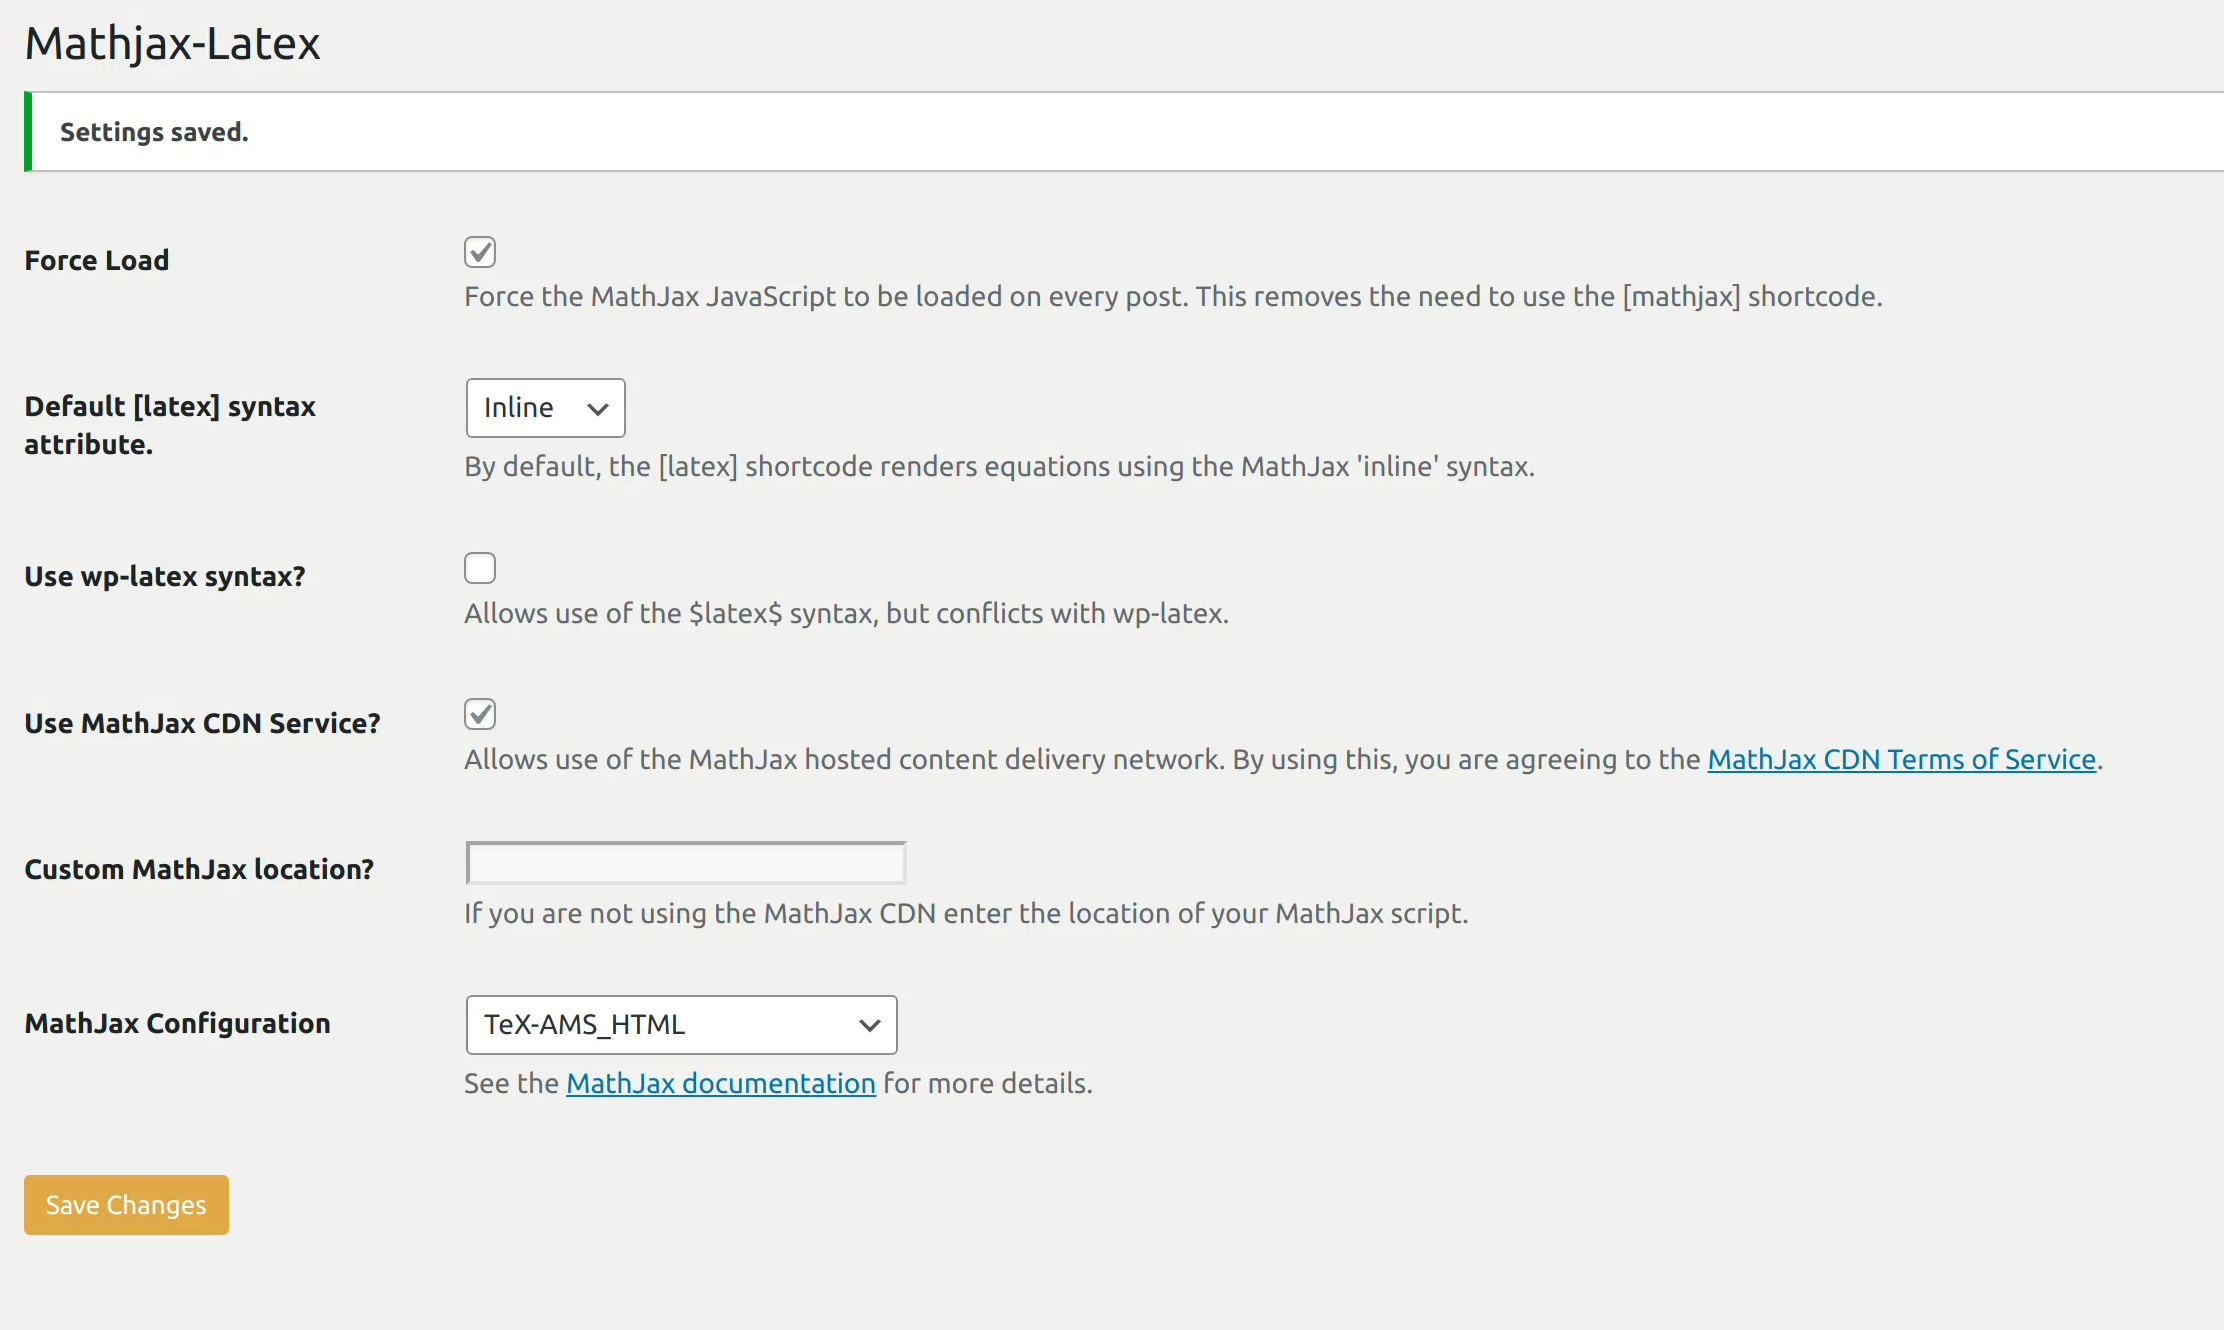 Mathjax-Latex
Settings saved.
Force Load
Force the MathJax JavaScript to be loaded on every post. This removes the need to use the [mathjax] shortcode.
Default [latex] syntax
attribute.
Inline
By default, the [latex] shortcode renders equations using the MathJax 'inline' syntax.
Use wp-latex syntax?
Allows use of the $latex$ syntax, but conflicts with wp-latex.
Use MathJax CDN Service?
Allows use of the MathJax hosted content delivery network. By using this, you are agreeing to the MathJax CDN Terms of Service.
Custom MathJax location?
If you are not using the MathJax CDN enter the location of your MathJax script.
MathJax Configuration
TeX-AMS_HTML
See the MathJax documentation for more details.
Save Changes